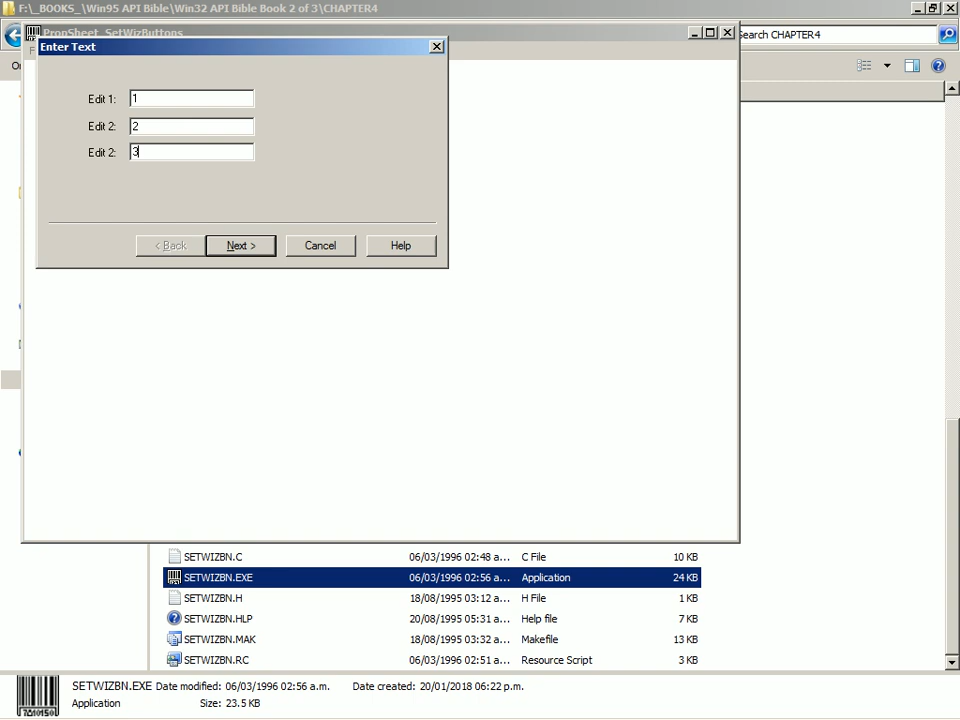 F:\_BOOKS_\Win95 API Bible\Win32 API Bible Book 2 of 3\CHAPTER4
PropSheet_SetWizButtons
Search CHAPTER4
Enter Text
Edit 1: 1
Edit 2: 2
Edit 2: 3
< Back Next > Cancel Help
SETWIZBN.C 06/03/1996 02:48 a... C File 10 KB
SETWIZBN.EXE 06/03/1996 02:56 a... Application 24 KB
SETWIZBN.H 18/08/1995 03:12 a... H File 1 KB
SETWIZBN.HLP 20/08/1995 05:31 a... Help file 7 KB
SETWIZBN.MAK 18/08/1995 03:32 a... Makefile 13 KB
SETWIZBN.RC 06/03/1996 02:51 a... Resource Script 3 KB
SETWIZBN.EXE Date modified: 06/03/1996 02:56 a.m. Date created: 20/01/2018 06:22 p.m.
Application Size: 23.5 KB